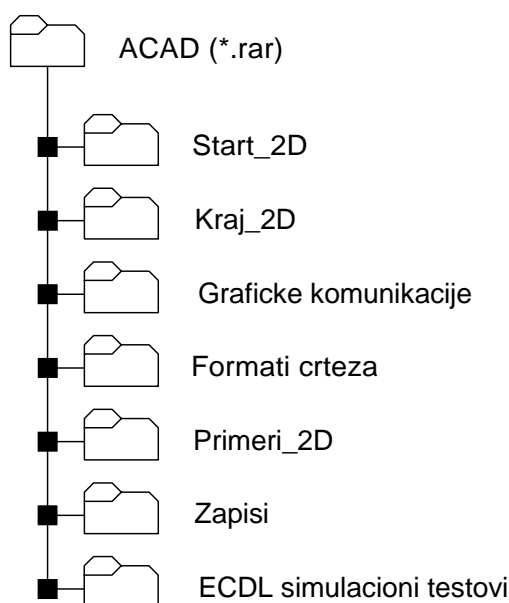 ACAD (*.rar)
Start_2D
Kraj_2D
Graficke komunikacije
Formati crteza
Primeri_2D
Zapisi
ECDL simulacioni testovi